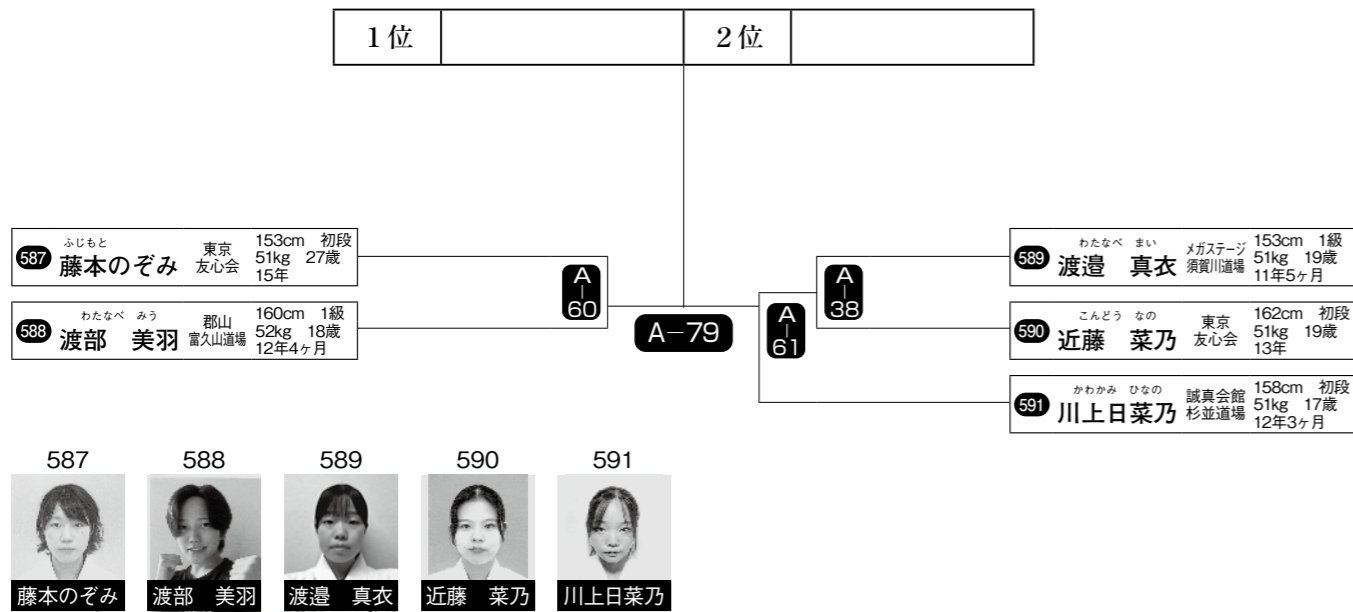 1位
2位
587
ふじもと
藤本のぞみ
東京
友心会
153cm 初段
51kg 27歳
15年
588
わたなべ みう
渡部 美羽
郡山
富久山道場
160cm 1級
52kg 18歳
12年4ヶ月
A-60
A-79
A-61
A-38
589
わたなべ まい
渡邉 真衣
メガステージ
須賀川道場
153cm 1級
51kg 19歳
11年5ヶ月
590
こんどう なの
近藤 菜乃
東京
友心会
162cm 初段
51kg 19歳
13年
591
かわかみ ひなの
川上日菜乃
誠真会館
杉並道場
158cm 初段
51kg 17歳
12年3ヶ月
587
588
589
590
591
藤本のぞみ
渡部 美羽
渡邉 真衣
近藤 菜乃
川上日菜乃